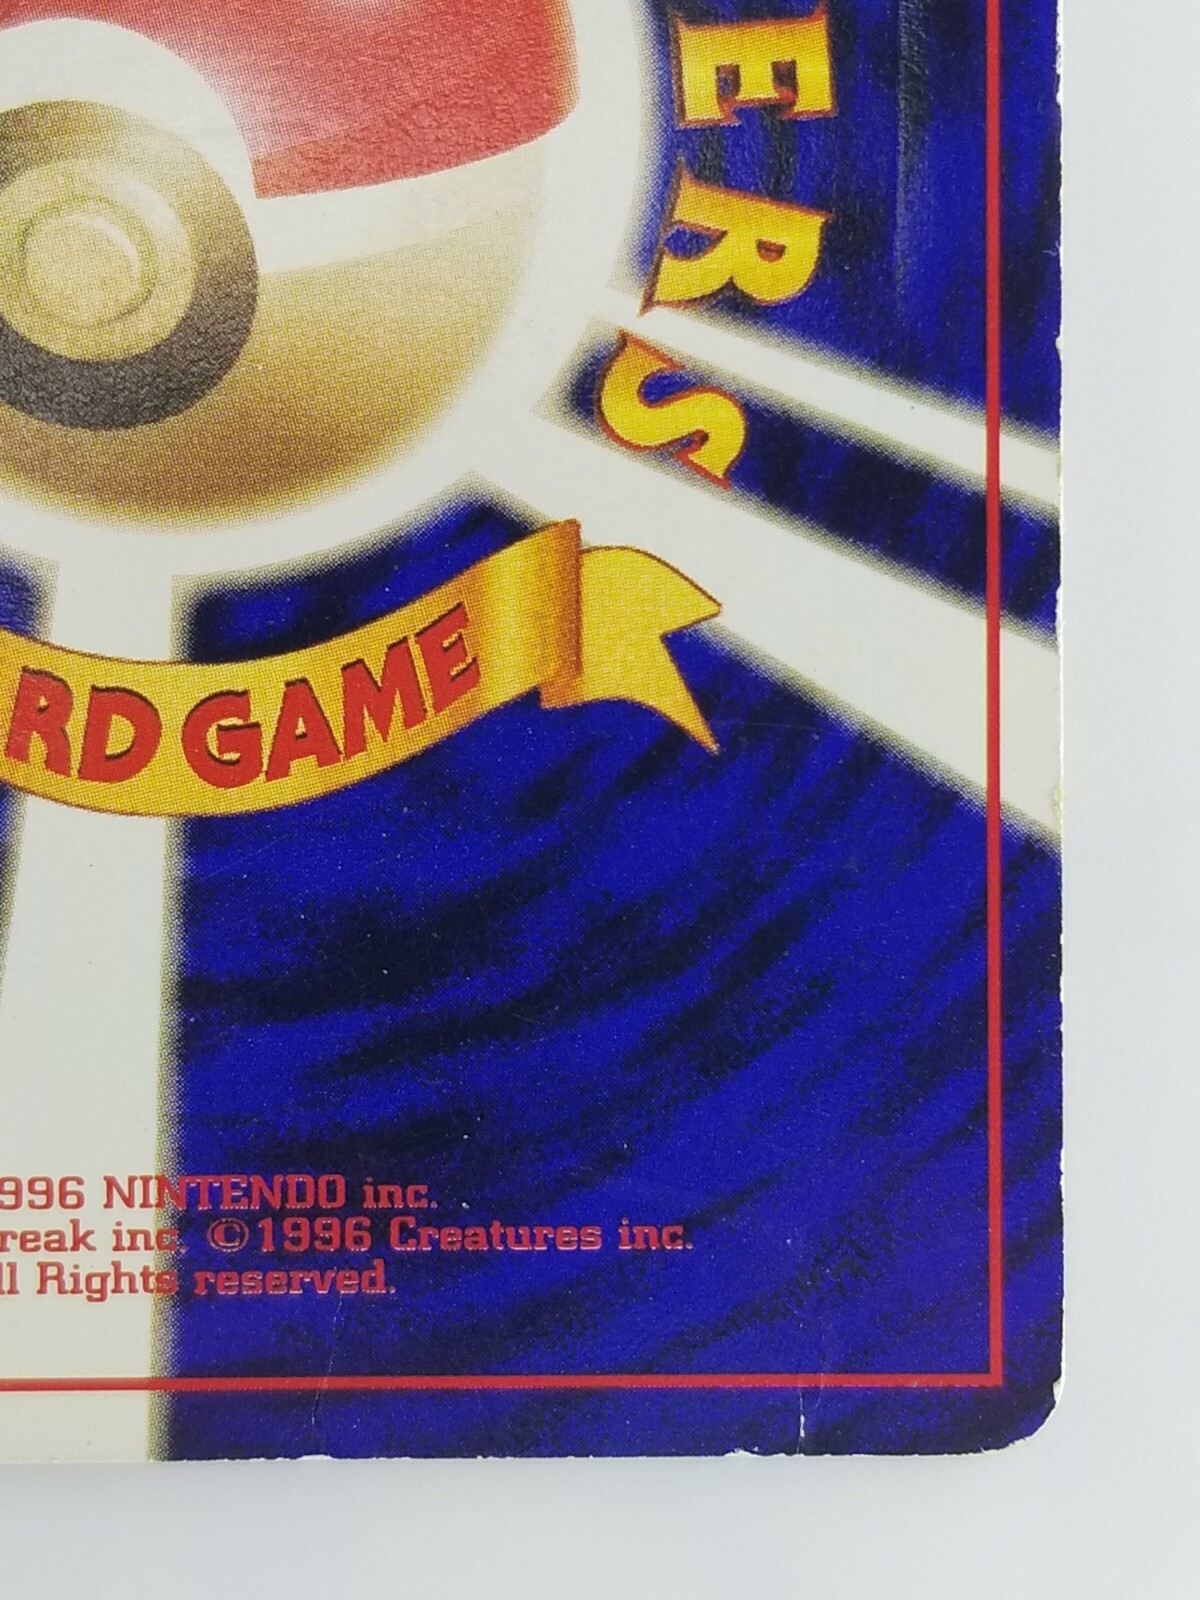 ERS
RD GAME
996 NINTENDO inc.
reak inc. ©1996 Creatures inc.
ll Rights reserved.